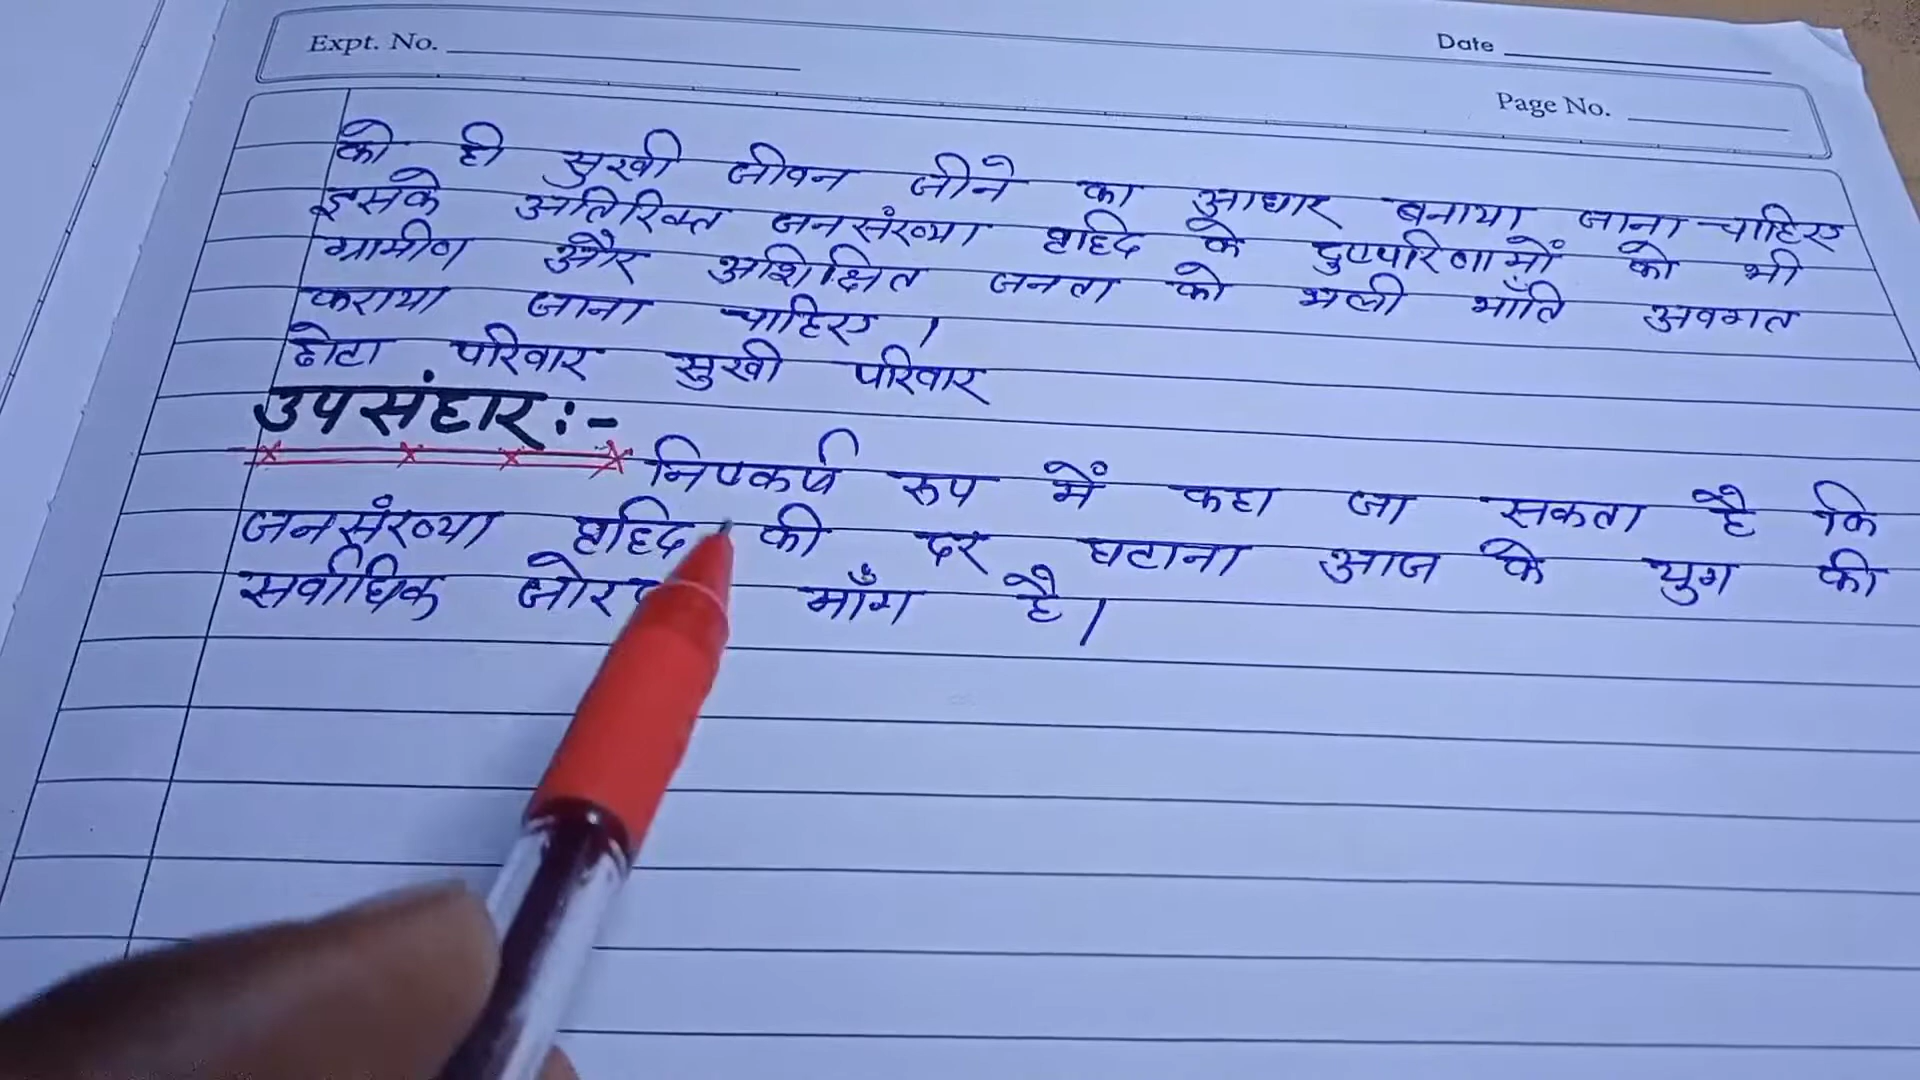 Expt. No.
Date
Page No.
को ही सुखी जीवन जीने का आधार बनाया जाना चाहिए
इसके अतिरिक्त जनसंख्या वृद्धि के दुष्परिणामों को भी
ग्रामीण और अशिक्षित जनता को भली भाँति अवगत
कराया जाना चाहिए ।
छोटा परिवार सुखी परिवार
उपसंहार:-
निष्कर्ष रूप में कहा जा सकता है कि
जनसंख्या वृद्धि की दर घटाना आज के युग की
सर्वाधिक माँग है।